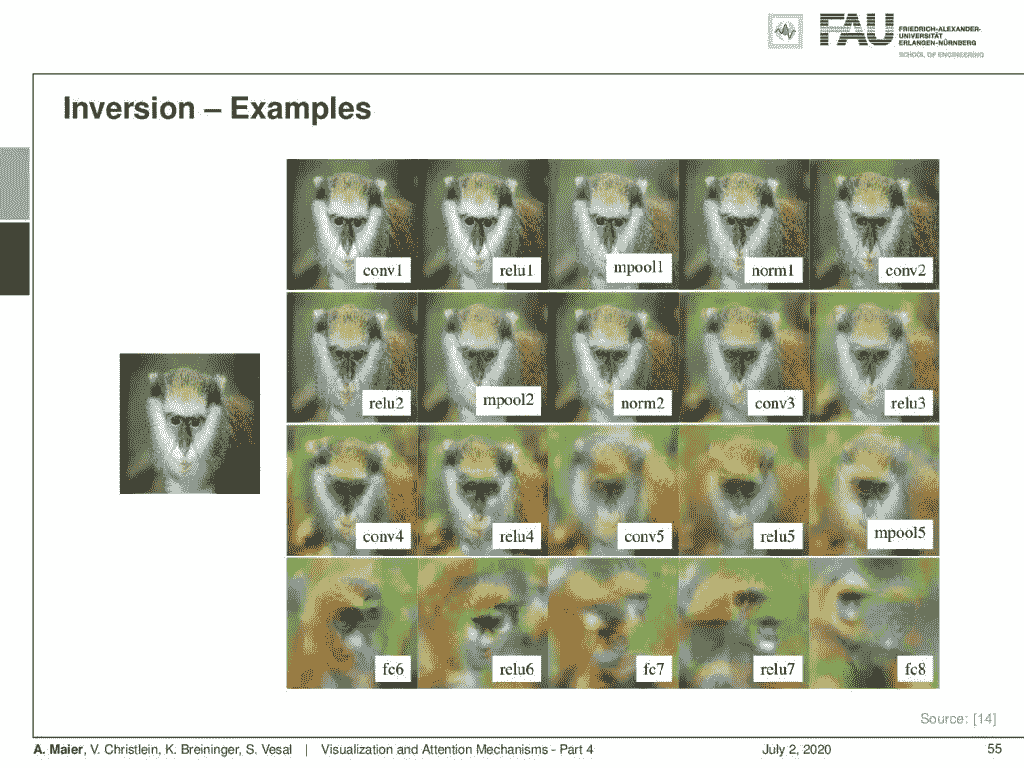 FAU
FRIEDRICH-ALEXANDER-
UNIVERSITÄT
ERLANGEN-NÜRNBERG
SCHOOL OF ENGINEERING
Inversion – Examples
conv1 relu1 mpool1 norm1 conv2
relu2 mpool2 norm2 conv3 relu3
conv4 relu4 conv5 relu5 mpool5
fc6 relu6 fc7 relu7 fc8
Source: [14]
A. Maier, V. Christlein, K. Breininger, S. Vesal | Visualization and Attention Mechanisms - Part 4 July 2, 2020 55